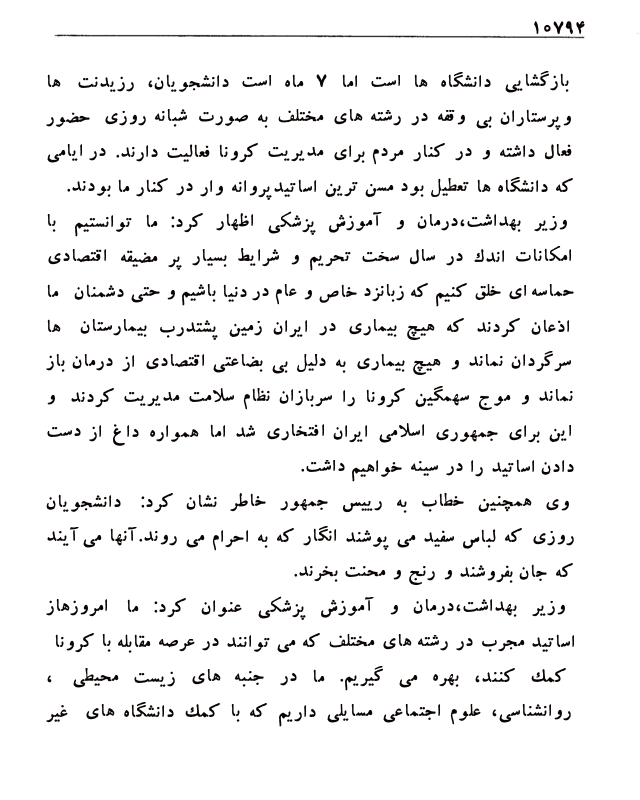 ۱۰۷۹۴
بازگشایی دانشگاه ها است اما ۷ ماه است دانشجویان، رزیدنت ها
وپرستاران بی وقفه در رشته های مختلف به صورت شبانه روزی حضور
فعال داشته و در کنار مردم برای مدیریت کرونا فعالیت دارند. در ایامی
که دانشگاه ها تعطیل بود مسن ترین اساتیدپروانه وار در کنار ما بودند.
وزیر بهداشت،درمان و آموزش پزشکی اظهار کرد: ما توانستیم با
امکانات اندك در سال سخت تحریم و شرایط بسیار پر مضیقه اقتصادی
حماسه ای خلق کنیم که زبانزد خاص و عام در دنیا باشیم و حتی دشمنان ما
اذعان کردند که هیچ بیماری در ایران زمین پشتدرب بیمارستان ها
سرگردان نماند و هیچ بیماری به دلیل بی بضاعتی اقتصادی از درمان باز
نماند و موج سهمگین کرونا را سربازان نظام سلامت مدیریت کردند و
این برای جمهوری اسلامی ایران افتخاری شد اما همواره داغ از دست
دادن اساتید را در سینه خواهیم داشت.
وی همچنین خطاب به رییس جمهور خاطر نشان کرد: دانشجویان
روزی که لباس سفید می پوشند انگار که به احرام می روند.آنها می آیند
که جان بفروشند و رنج و محنت بخرند.
وزیر بهداشت،درمان و آموزش پزشکی عنوان کرد: ما امروزهاز
اساتید مجرب در رشته های مختلف که می توانند در عرصه مقابله با کرونا
کمك کنند، بهره می گیریم. ما در جنبه های زیست محیطی ،
روانشناسی، علوم اجتماعی مسایلی داریم که با کمك دانشگاه های غیر